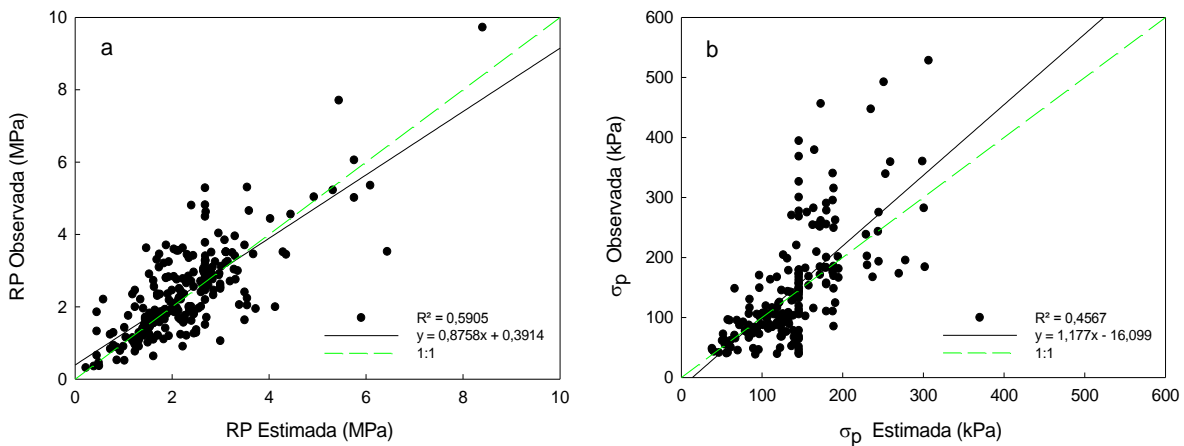 a
10
8
6
4
2
0
RP Observada (MPa)
R² = 0,5905
y = 0,8758x + 0,3914
1:1
0 2 4 6 8 10
RP Estimada (MPa)
b
600
500
400
300
200
100
0
σp Observada (kPa)
R² = 0,4567
y = 1,177x - 16,099
1:1
0 100 200 300 400 500 600
σp Estimada (kPa)